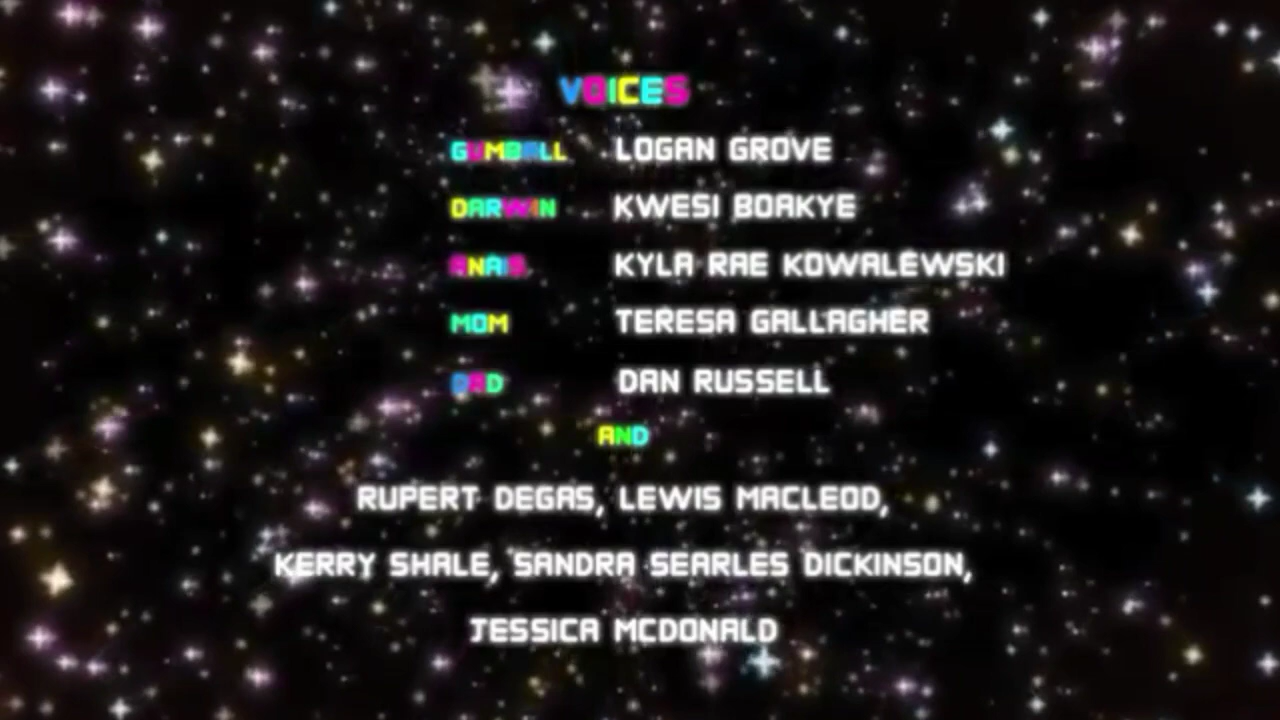 VOICES
GUMBALL LOGAN GROVE
DARWIN KWESI BOAKYE
ANAIS KYLA RAE KOWALEWSKI
MOM TERESA GALLAGHER
DAD DAN RUSSELL
AND
RUPERT DEGAS, LEWIS MACLEOD,
KERRY SHALE, SANDRA SEARLES DICKINSON,
JESSICA MCDONALD